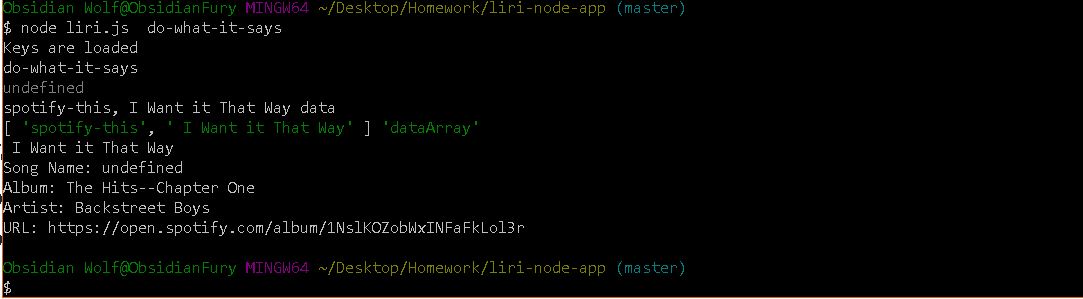 Obsidian Wolf@ObsidianFury MINGW64 ~/Desktop/Homework/liri-node-app (master)
$ node liri.js  do-what-it-says
Keys are loaded
do-what-it-says
undefined
spotify-this, I Want it That Way data
[ 'spotify-this', ' I Want it That Way' ] 'dataArray'
 I Want it That Way
Song Name: undefined
Album: The Hits--Chapter One
Artist: Backstreet Boys
URL: https://open.spotify.com/album/1NslKOZobWxINFaFkLol3r
Obsidian Wolf@ObsidianFury MINGW64 ~/Desktop/Homework/liri-node-app (master)
$